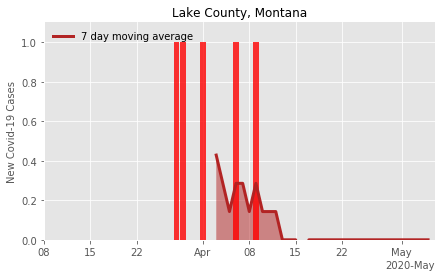 Lake County, Montana
7 day moving average
New Covid-19 Cases
1.0
0.8
0.6
0.4
0.2
0.0
08 15 22 Apr 08 15 22 May
2020-May